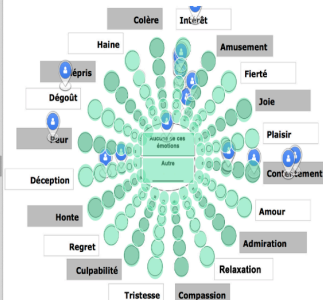 Colère
Intérêt
Haine
Amusement
Mépris
Fierté
Dégoût
Joie
Peur
Plaisir
Aucune de ces
émotions
Autre
Déception
Contentement
Honte
Amour
Regret
Admiration
Culpabilité
Relaxation
Tristesse
Compassion